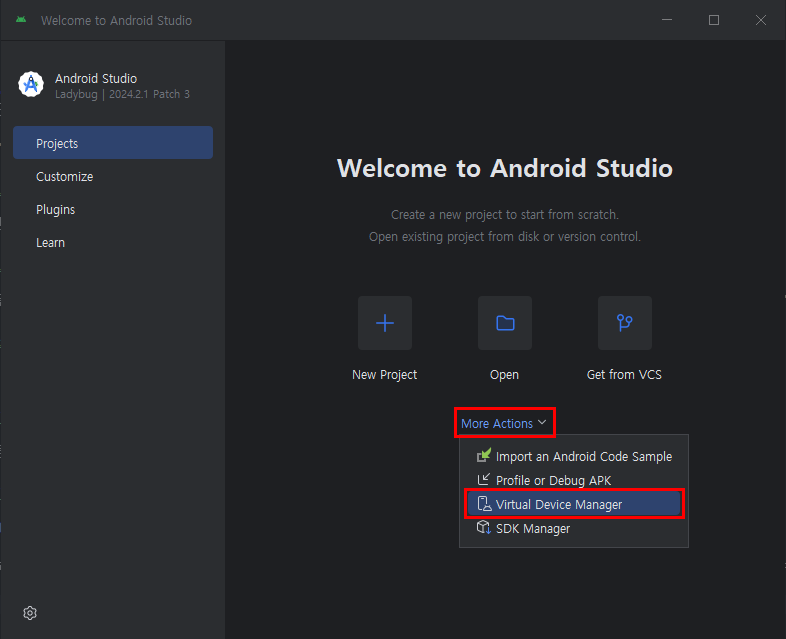 Welcome to Android Studio
Android Studio
Ladybug | 2024.2.1 Patch 3
Projects
Customize
Plugins
Learn
Welcome to Android Studio
Create a new project to start from scratch.
Open existing project from disk or version control.
New Project
Open
Get from VCS
More Actions
Import an Android Code Sample
Profile or Debug APK
Virtual Device Manager
SDK Manager